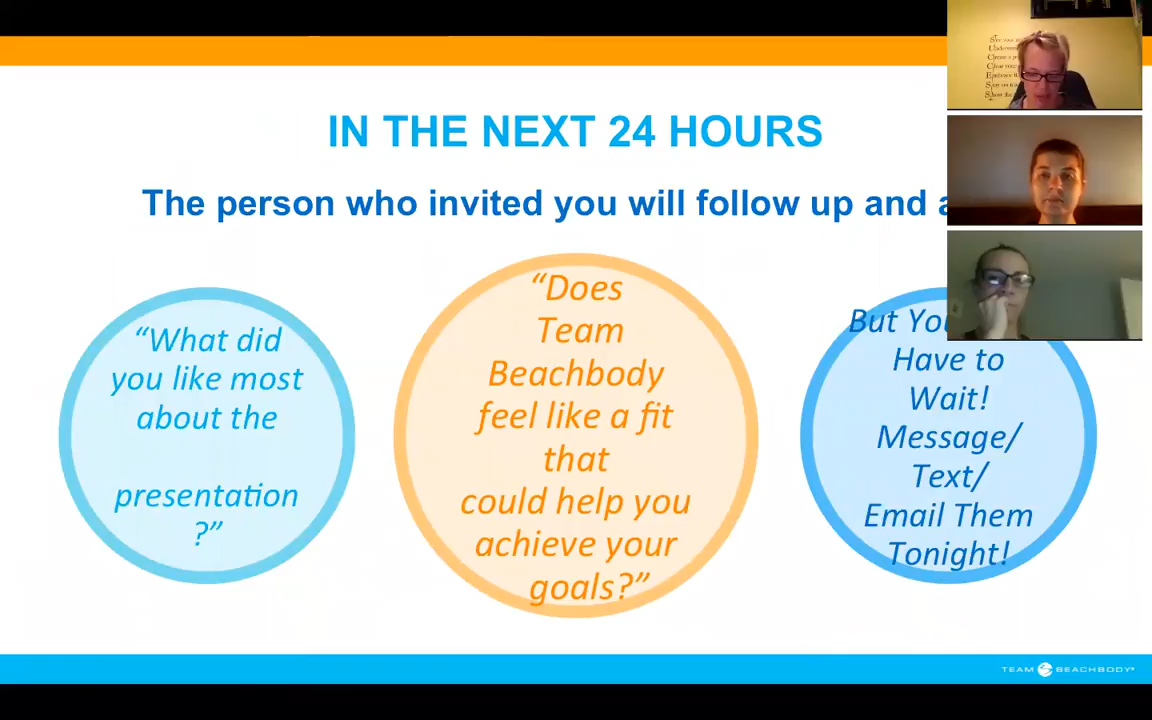 IN THE NEXT 24 HOURS
The person who invited you will follow up and
“What did
you like most
about the
presentation
?”
“Does
Team
Beachbody
feel like a fit
that
could help you
achieve your
goals?”
But
Have to
Wait!
Message/
Text/
Email Them
Tonight!
TEAM BEACHBODY